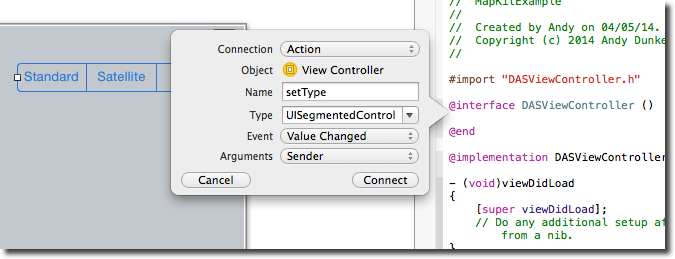 Standard
Satellite
Connection Action
Object View Controller
Name setType
Type UISegmentedControl
Event Value Changed
Arguments Sender
Cancel Connect
// MapKitExample
//
// Created by Andy on 04/05/14.
// Copyright (c) 2014 Andy Dunke
//
#import "DASViewController.h"
@interface DASViewController ()
@end
@implementation DASViewController
- (void)viewDidLoad
{
[super viewDidLoad];
// Do any additional setup af
from a nib.
}